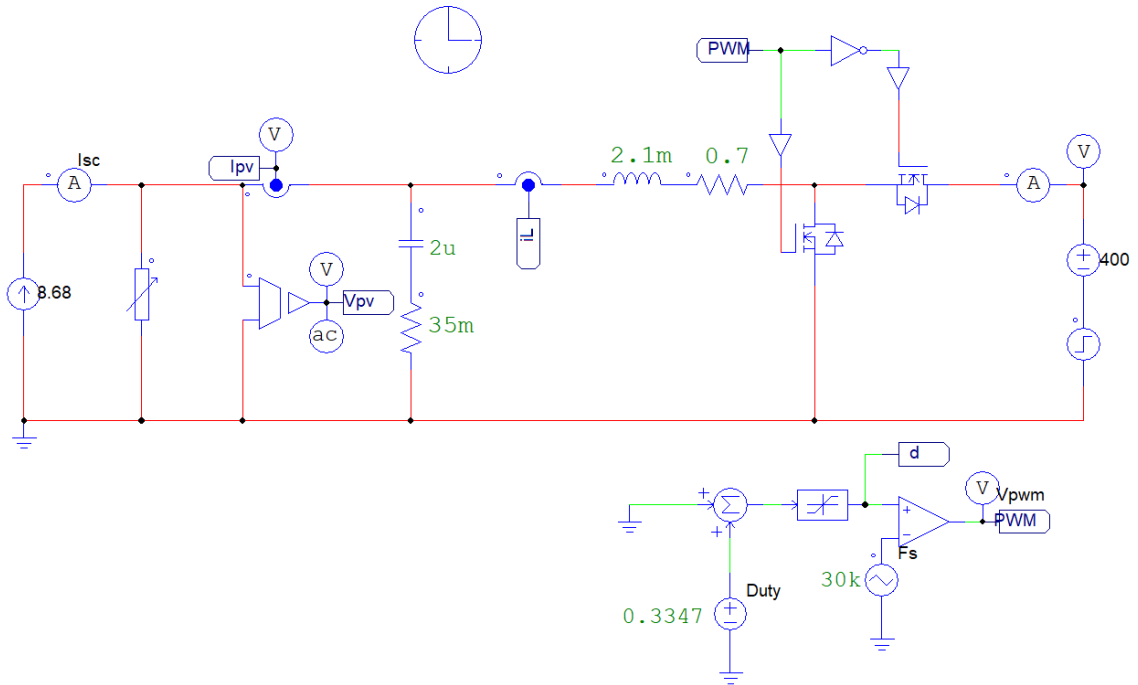 PWM
V
Isc
Ipv
2.1m
0.7
V
A
A
iL
2u
V
400
8.68
Vpv
35m
ac
d
V
Vpwm
Σ
PWM
Fs
30k
Duty
0.3347